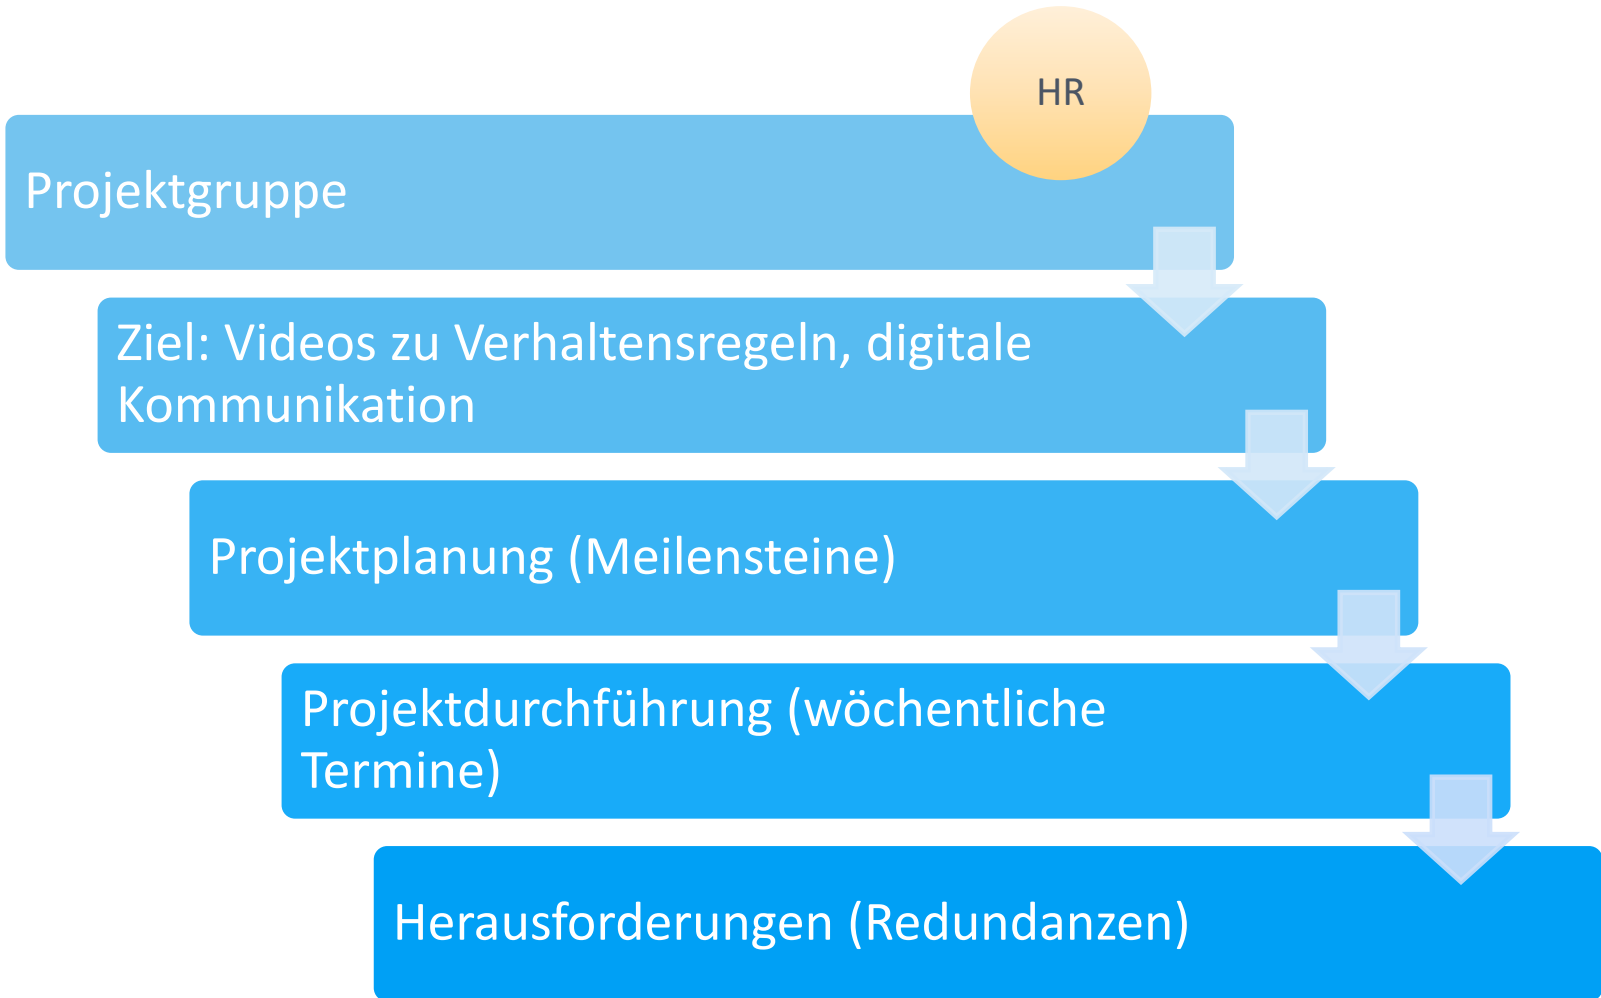 HR
Projektgruppe
Ziel: Videos zu Verhaltensregeln, digitale
Kommunikation
Projektplanung (Meilensteine)
Projektdurchführung (wöchentliche
Termine)
Herausforderungen (Redundanzen)